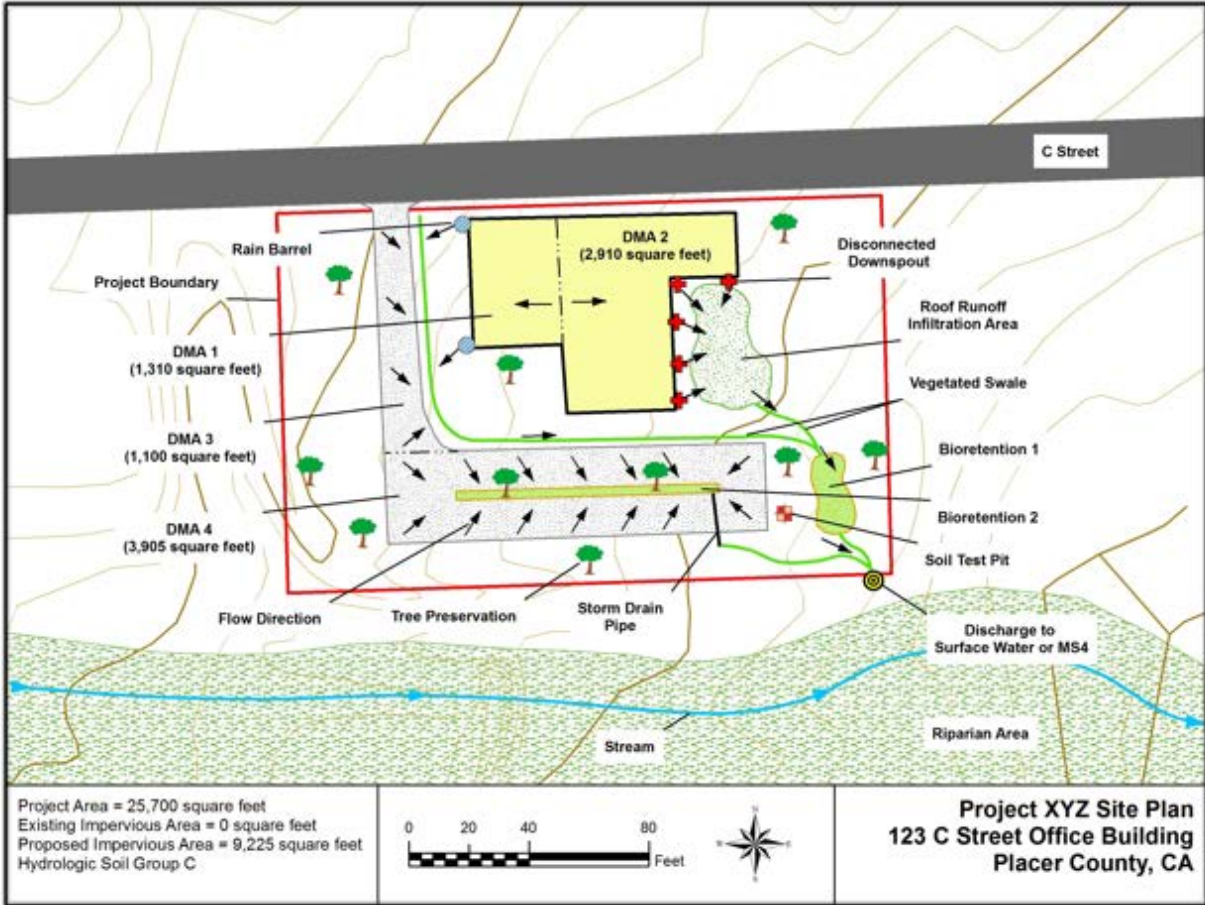 C Street
Rain Barrel
DMA 2
(2,910 square feet)
Disconnected
Downspout
Project Boundary
Roof Runoff
Infiltration Area
DMA 1
(1,310 square feet)
Vegetated Swale
DMA 3
(1,100 square feet)
Bioretention 1
Bioretention 2
DMA 4
(3,905 square feet)
Soil Test Pit
Flow Direction
Tree Preservation
Storm Drain
Pipe
Discharge to
Surface Water or MS4
Stream
Riparian Area
Project Area = 25,700 square feet
Existing Impervious Area = 0 square feet
Proposed Impervious Area = 9,225 square feet
Hydrologic Soil Group C
0 20 40 80
Feet
N
W E
S
Project XYZ Site Plan
123 C Street Office Building
Placer County, CA